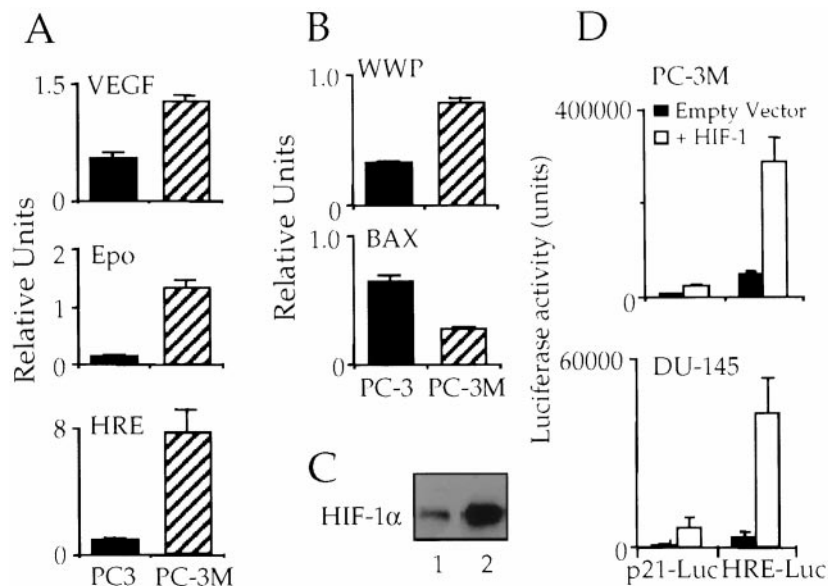 A
Relative Units
VEGF
1.5
0
Epo
2
1
0
HRE
8
0
PC3 PC-3M
B
Relative Units
WWP
1.0
0
BAX
1.0
0
PC-3 PC-3M
C
HIF-1α
1 2
D
Luciferase activity (units)
PC-3M
400000
Empty Vector
+ HIF-1
0
60000
DU-145
0
p21-Luc HRE-Luc